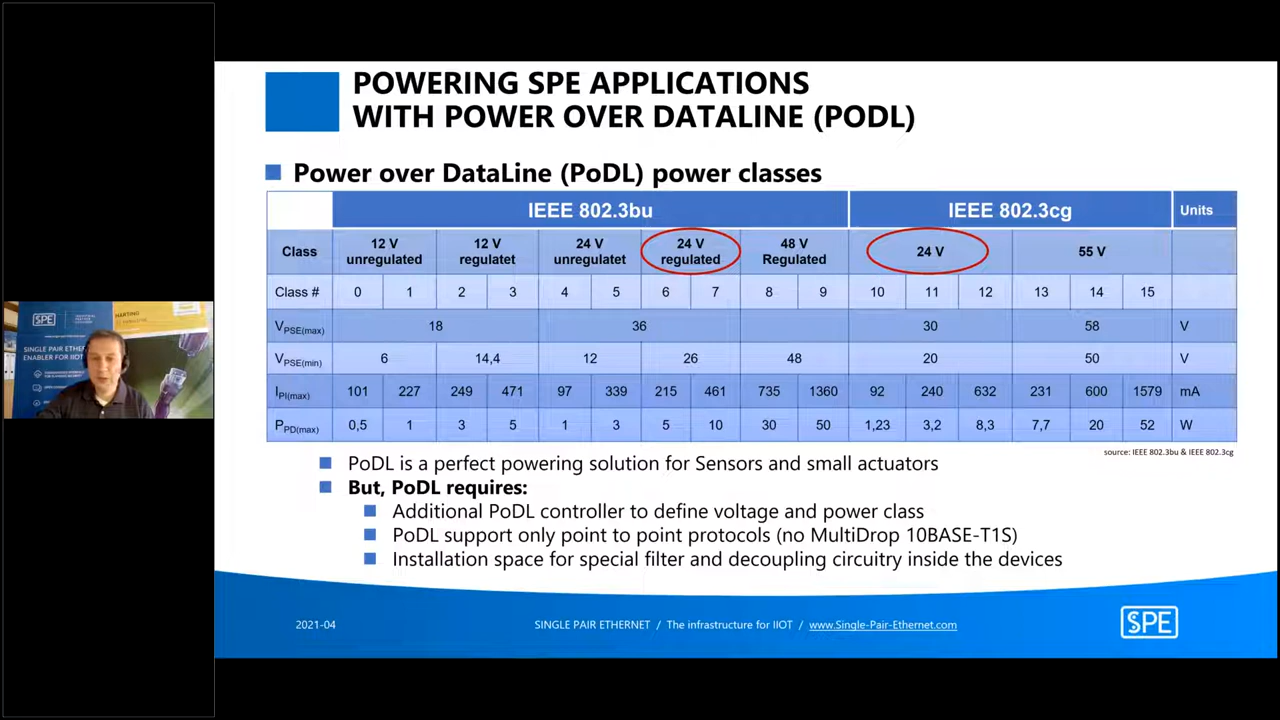 POWERING SPE APPLICATIONS
WITH POWER OVER DATALINE (PODL)
Power over DataLine (PoDL) power classes
IEEE 802.3bu IEEE 802.3cg Units
Class 12 V unregulated 12 V regulatet 24 V unregulatet 24 V regulated 48 V Regulated 24 V 55 V
Class # 0 1 2 3 4 5 6 7 8 9 10 11 12 13 14 15
VPSE(max) 18 36 30 58 V
VPSE(min) 6 14,4 12 26 48 20 50 V
IPI(max) 101 227 249 471 97 339 215 461 735 1360 92 240 632 231 600 1579 mA
PPD(max) 0,5 1 3 5 1 3 5 10 30 50 1,23 3,2 8,3 7,7 20 52 W
source: IEEE 802.3bu & IEEE 802.3cg
PoDL is a perfect powering solution for Sensors and small actuators
But, PoDL requires:
Additional PoDL controller to define voltage and power class
PoDL support only point to point protocols (no MultiDrop 10BASE-T1S)
Installation space for special filter and decoupling circuitry inside the devices
2021-04
SINGLE PAIR ETHERNET / The infrastructure for IIOT / www.Single-Pair-Ethernet.com
SPE
SPE
HARTING
SINGLE PAIR ETHER
ENABLER FOR IIOT